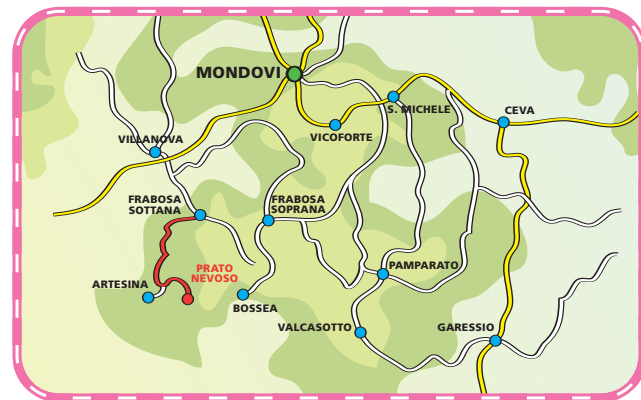 MONDOVI
S. MICHELE
CEVA
VICOFORTE
VILLANOVA
FRABOSA
SOTTANA
FRABOSA
SOPRANA
PRATO
NEVOSO
PAMPARATO
ARTESINA
BOSSEA
VALCASOTTO
GARESSIO